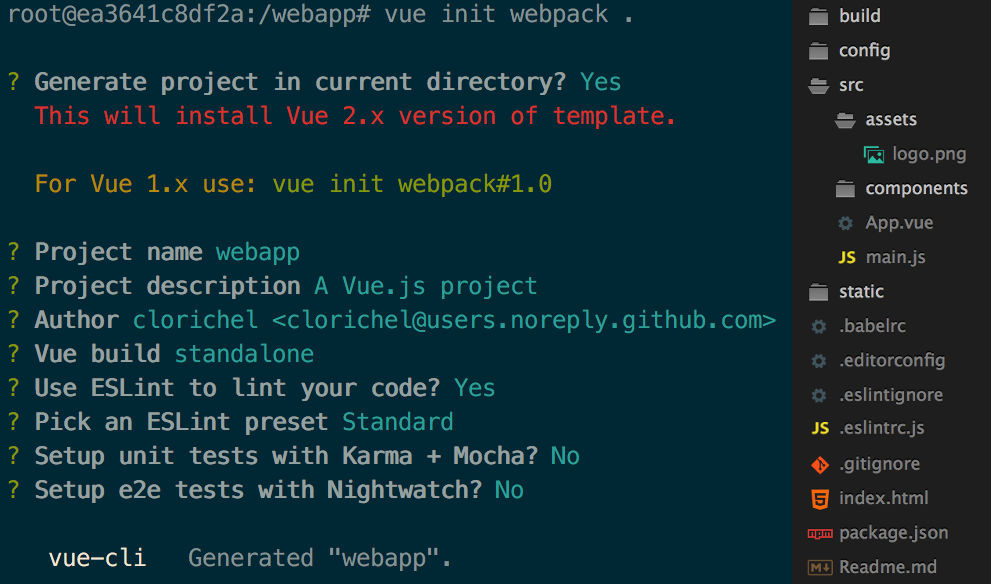 root@ea3641c8df2a:/webapp# vue init webpack .
? Generate project in current directory? Yes
This will install Vue 2.x version of template.
For Vue 1.x use: vue init webpack#1.0
? Project name webapp
? Project description A Vue.js project
? Author clorichel <clorichel@users.noreply.github.com>
? Vue build standalone
? Use ESLint to lint your code? Yes
? Pick an ESLint preset Standard
? Setup unit tests with Karma + Mocha? No
? Setup e2e tests with Nightwatch? No
vue-cli Generated "webapp".
build
config
src
assets
logo.png
components
App.vue
JS main.js
static
.babelrc
.editorconfig
.eslintignore
JS .eslintrc.js
.gitignore
5 index.html
npm package.json
M Readme.md